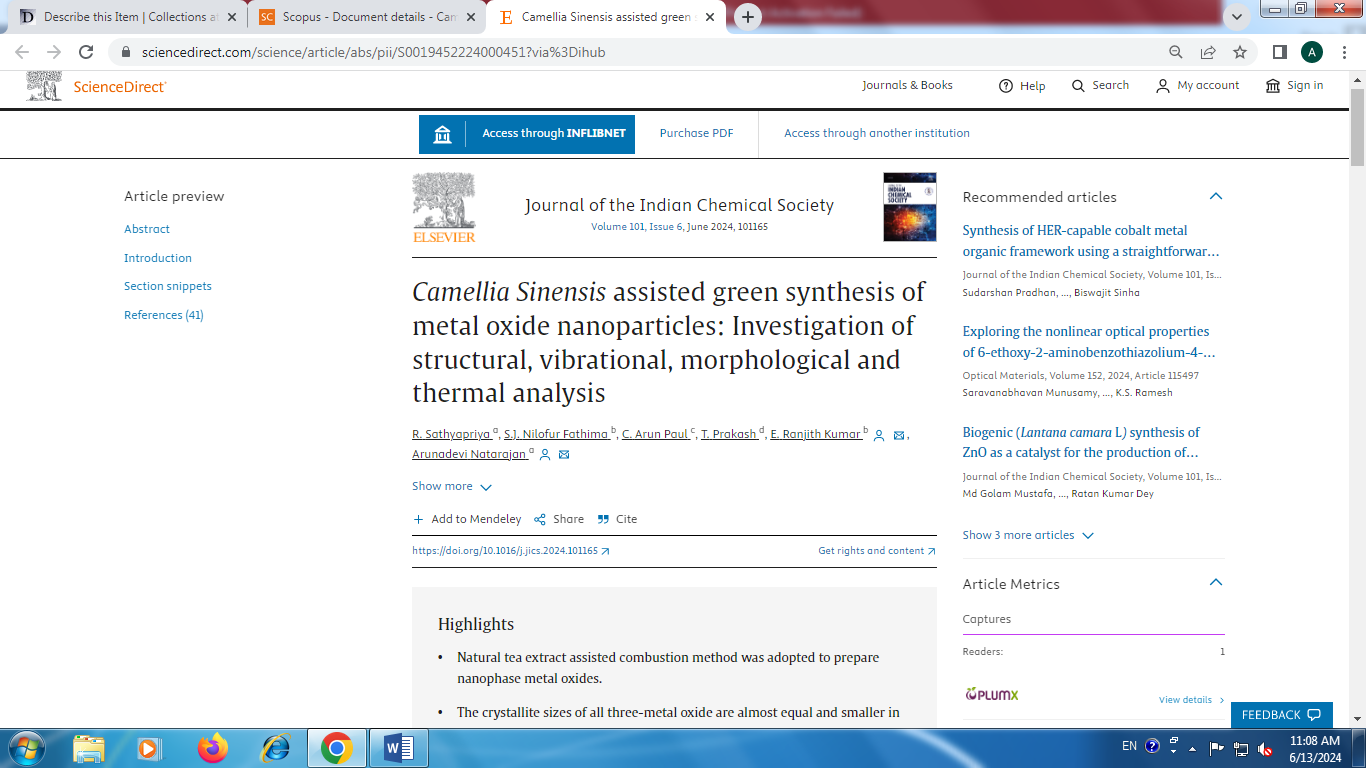 Describe this Item | Collections at
Scopus - Document details - Can
Camellia Sinensis assisted green s
sciencedirect.com/science/article/abs/pii/S0019452224000451?via%3Dihub
A
ScienceDirect
Journals & Books
Help
Search
My account
Sign in
Access through INFLIBNET
Purchase PDF
Access through another institution
Article preview
Abstract
Introduction
Section snippets
References (41)
ELSEVIER
Journal of the Indian Chemical Society
Volume 101, Issue 6, June 2024, 101165
INDIAN
CHEMICAL
SOCIETY
Camellia Sinensis assisted green synthesis of
metal oxide nanoparticles: Investigation of
structural, vibrational, morphological and
thermal analysis
R. Sathyapriya a, S.J. Nilofur Fathima b, C. Arun Paul c, T. Prakash d, E. Ranjith Kumar b,
Arunadevi Natarajan a
Show more
+ Add to Mendeley Share Cite
https://doi.org/10.1016/j.jics.2024.101165
Get rights and content
Highlights
• Natural tea extract assisted combustion method was adopted to prepare
nanophase metal oxides.
• The crystallite sizes of all three-metal oxide are almost equal and smaller in
Recommended articles
Synthesis of HER-capable cobalt metal
organic framework using a straightforwar…
Journal of the Indian Chemical Society, Volume 101, Is…
Sudarshan Pradhan, …, Biswajit Sinha
Exploring the nonlinear optical properties
of 6-ethoxy-2-aminobenzothiazolium-4-…
Optical Materials, Volume 152, 2024, Article 115497
Saravanabhavan Munusamy, …, K.S. Ramesh
Biogenic (Lantana camara L) synthesis of
ZnO as a catalyst for the production of…
Journal of the Indian Chemical Society, Volume 101, Is…
Md Golam Mustafa, …, Ratan Kumar Dey
Show 3 more articles
Article Metrics
Captures
Readers: 1
PLUMX
View details
FEEDBACK
EN
11:08 AM
6/13/2024